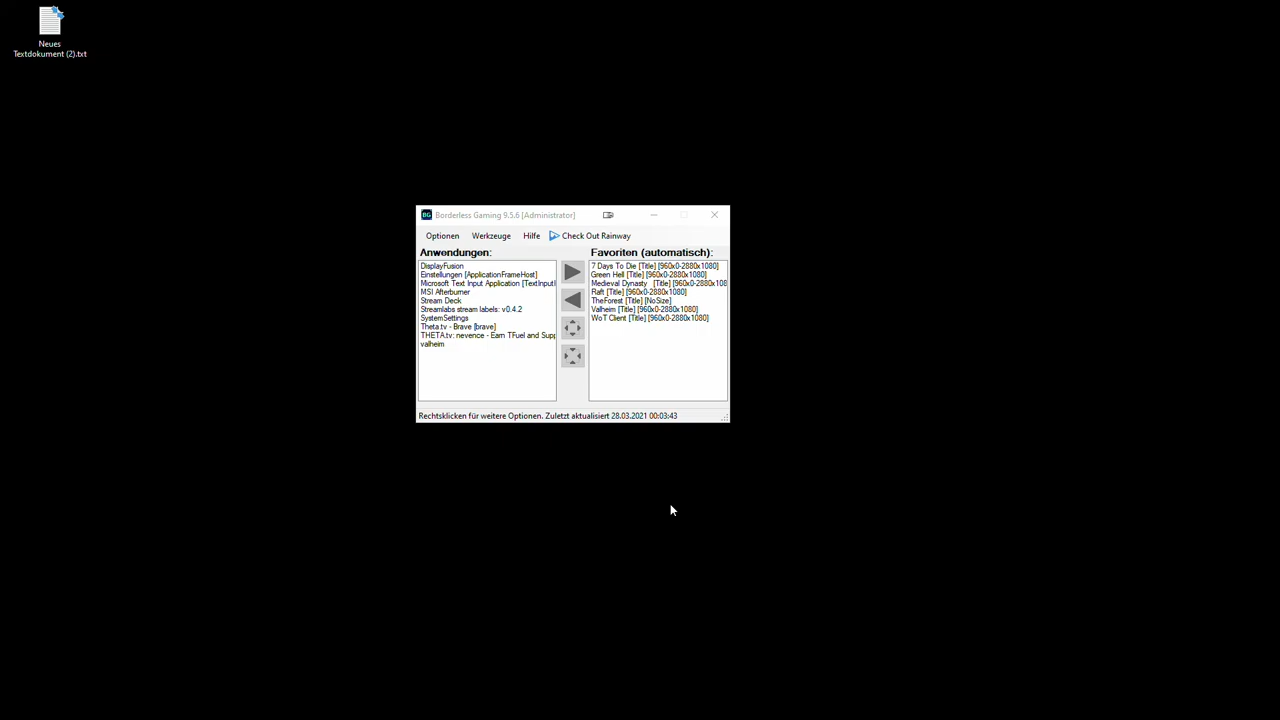 Neues
Textdokument (2).txt
BG Borderless Gaming 9.5.6 [Administrator]
Optionen Werkzeuge Hilfe Check Out Rainway
Anwendungen: Favoriten (automatisch):
DisplayFusion
Einstellungen [ApplicationFrameHost]
Microsoft Text Input Application [TextInputl
MSI Afterburner
Stream Deck
Streamlabs stream labels: v0.4.2
SystemSettings
Theta.tv - Brave [brave]
THETA.tv: nevence - Earn TFuel and Supp
valheim
7 Days To Die [Title] [960x0-2880x1080]
Green Hell [Title] [960x0-2880x1080]
Medieval Dynasty [Title] [960x0-2880x108
Raft [Title] [960x0-2880x1080]
TheForest [Title] [NoSize]
Valheim [Title] [960x0-2880x1080]
WoT Client [Title] [960x0-2880x1080]
Rechtsklicken für weitere Optionen. Zuletzt aktualisiert 28.03.2021 00:03:43